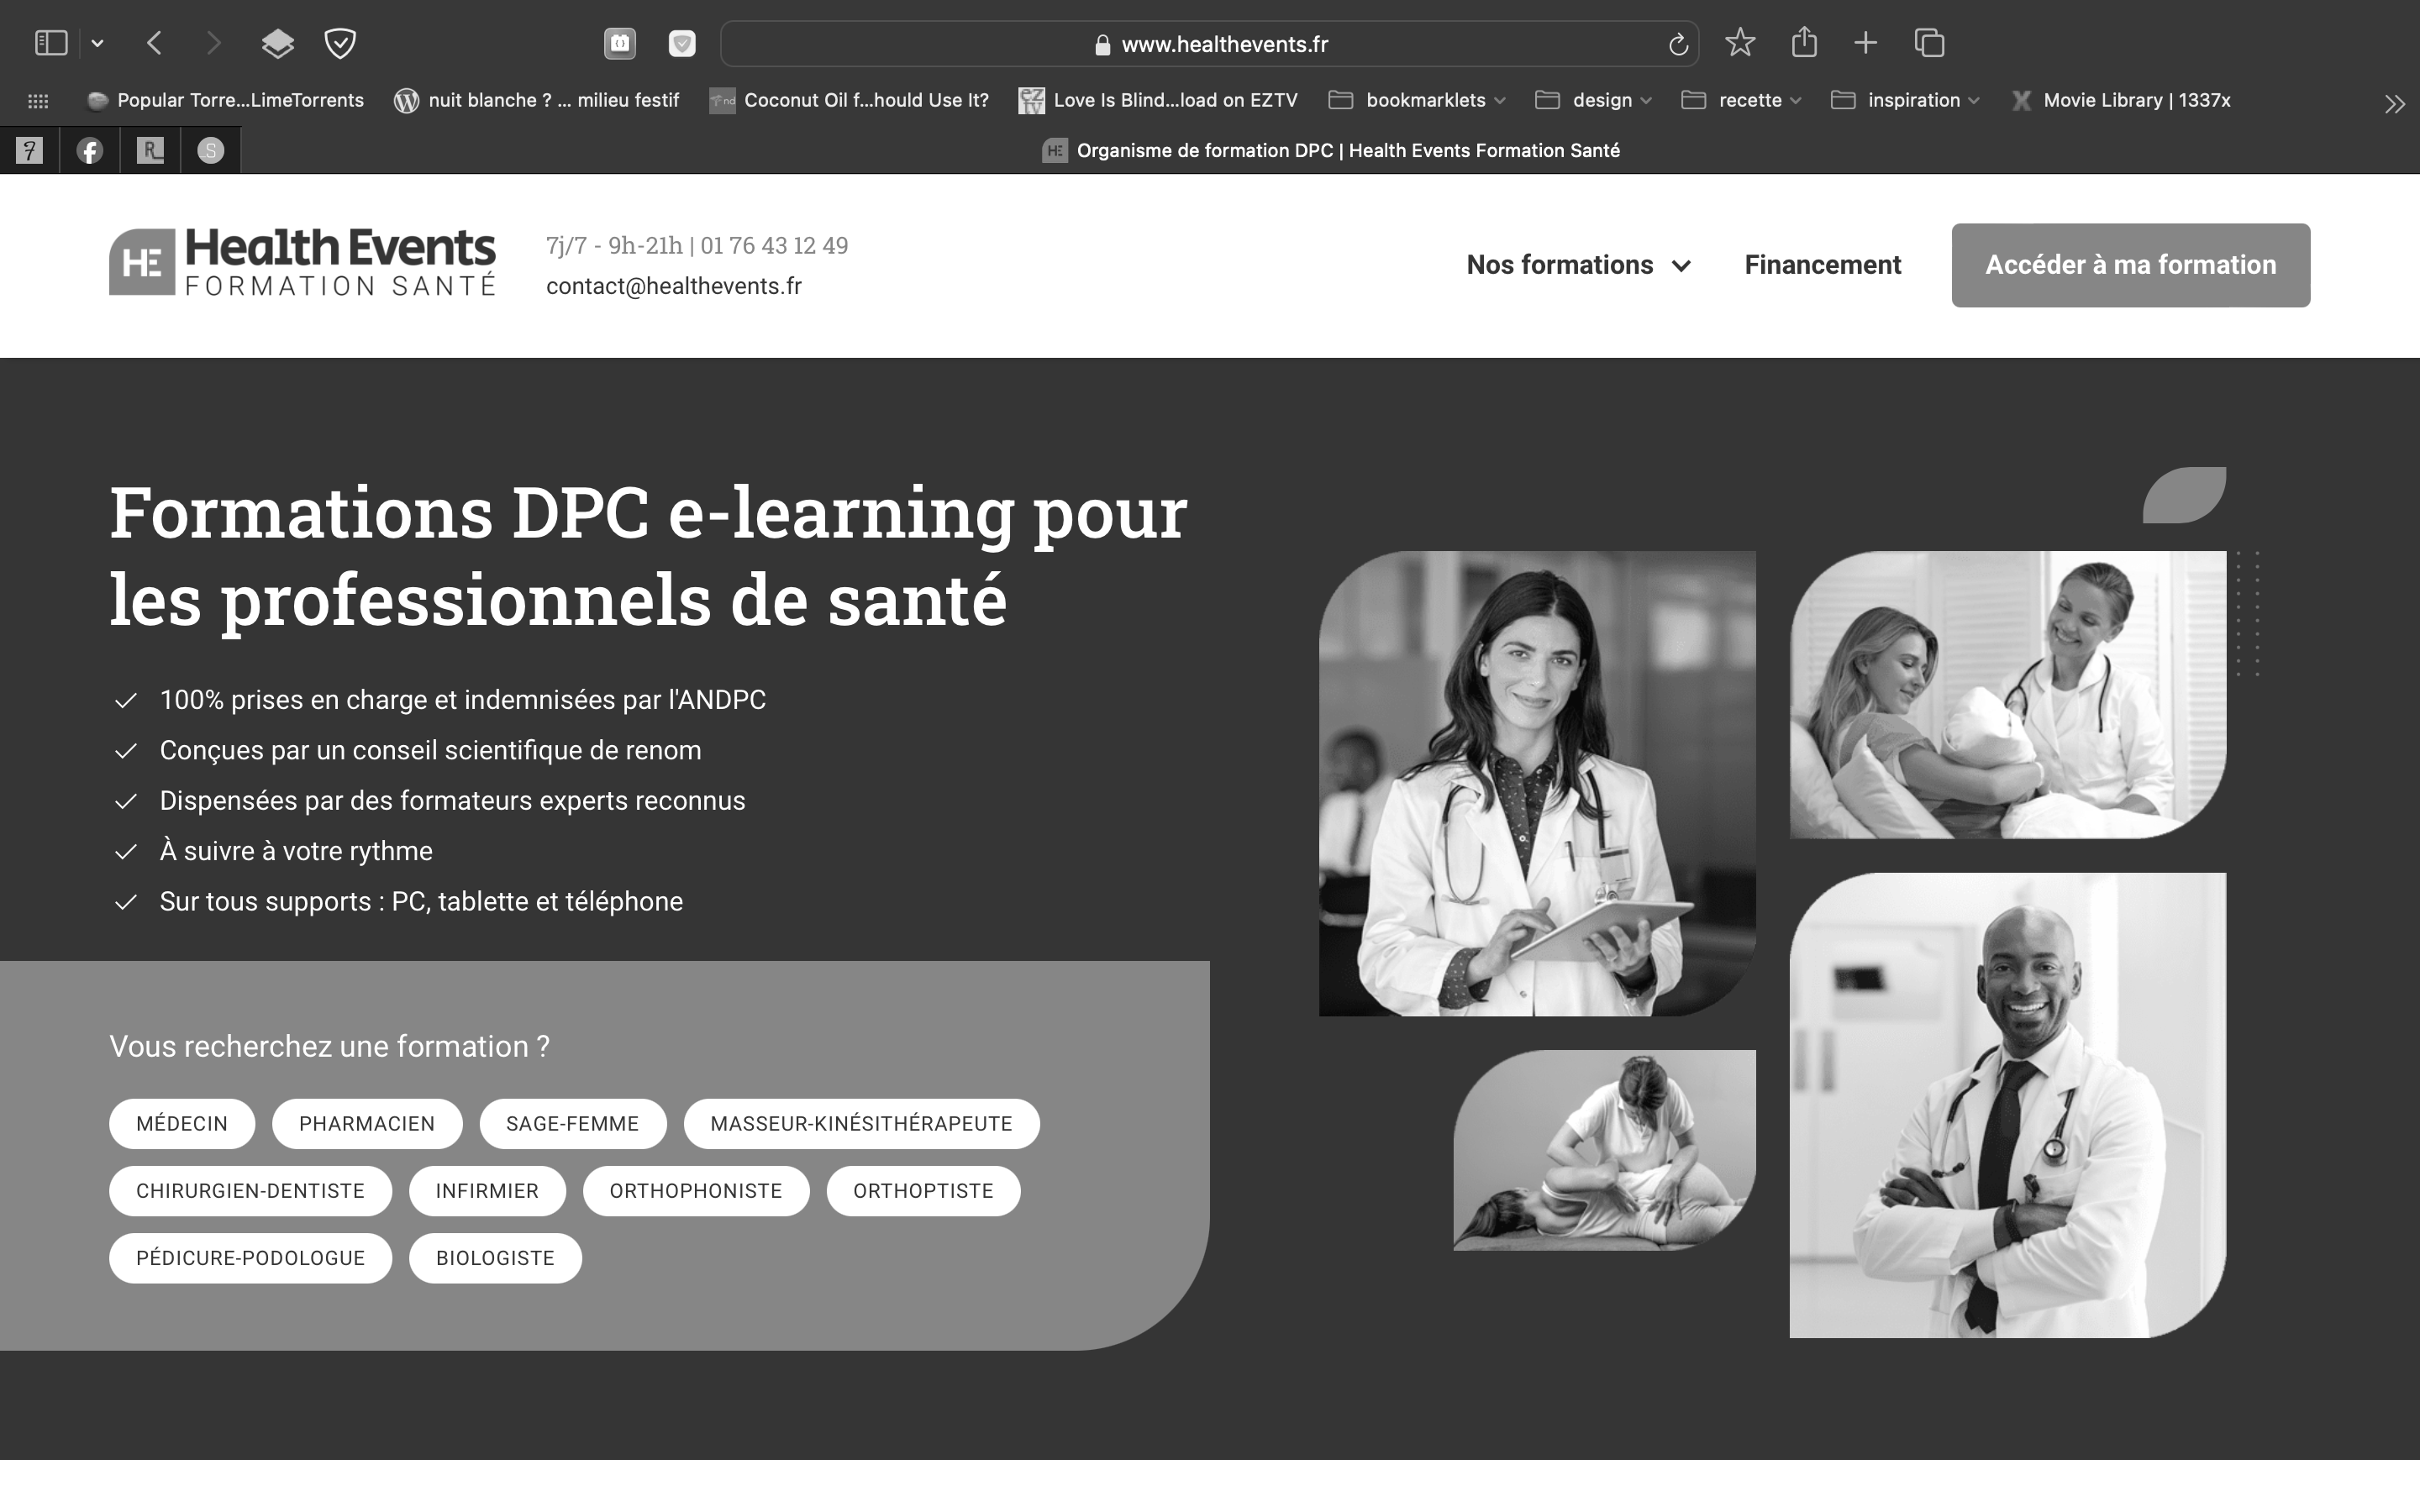 www.healthevents.fr
Popular Torre...LimeTorrents
nuit blanche ? ... milieu festif
nd
Coconut Oil f...hould Use It?
ez
tv
Love Is Blind...load on EZTV
bookmarklets
design
recette
inspiration
X
Movie Library | 1337x
7
f
R
S
HE
Organisme de formation DPC | Health Events Formation Santé
HE
Health Events
FORMATION SANTÉ
7j/7 - 9h-21h | 01 76 43 12 49
contact@healthevents.fr
Nos formations
Financement
Accéder à ma formation
Formations DPC e-learning pour
les professionnels de santé
100% prises en charge et indemnisées par l'ANDPC
Conçues par un conseil scientifique de renom
Dispensées par des formateurs experts reconnus
À suivre à votre rythme
Sur tous supports : PC, tablette et téléphone
Vous recherchez une formation ?
MÉDECIN
PHARMACIEN
SAGE-FEMME
MASSEUR-KINÉSITHÉRAPEUTE
CHIRURGIEN-DENTISTE
INFIRMIER
ORTHOPHONISTE
ORTHOPTISTE
PÉDICURE-PODOLOGUE
BIOLOGISTE